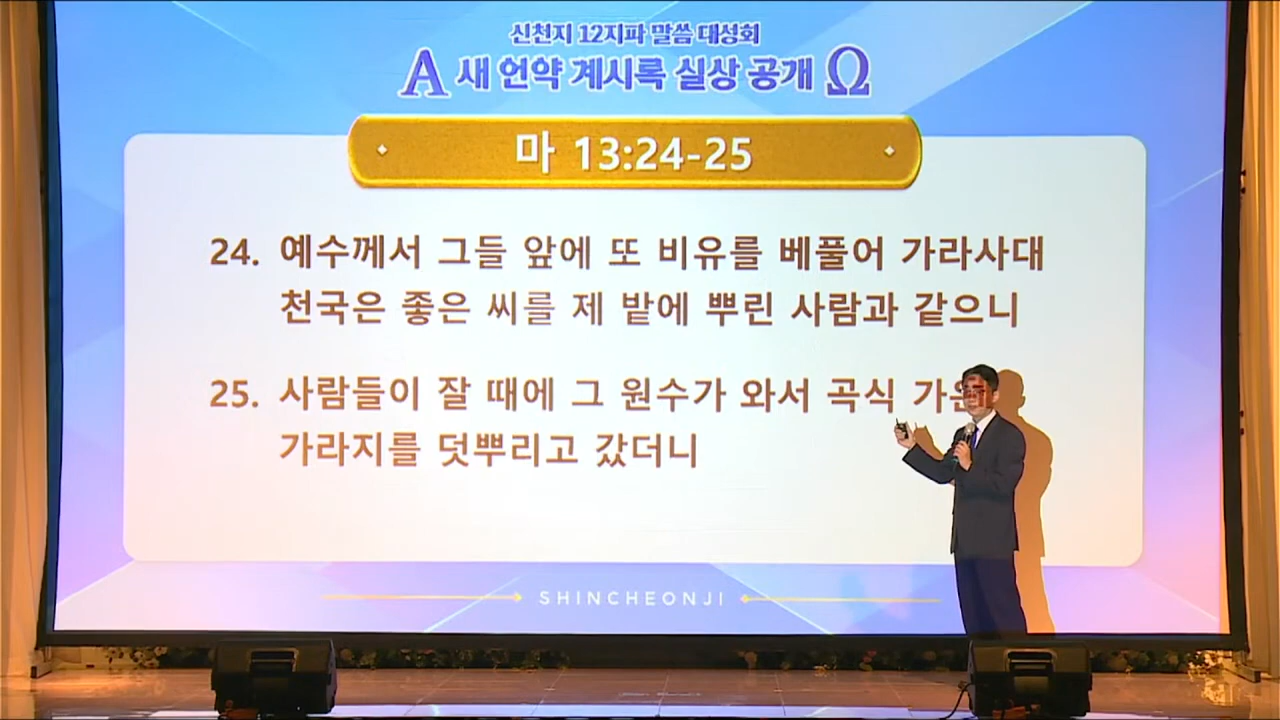 신천지 12지파 말씀 대성회
Α 새 언약 계시록 실상 공개 Ω
마 13:24-25
24. 예수께서 그들 앞에 또 비유를 베풀어 가라사대
천국은 좋은 씨를 제 밭에 뿌린 사람과 같으니
25. 사람들이 잘 때에 그 원수가 와서 곡식
가라지를 덧뿌리고 갔더니
SHINCHEONJI